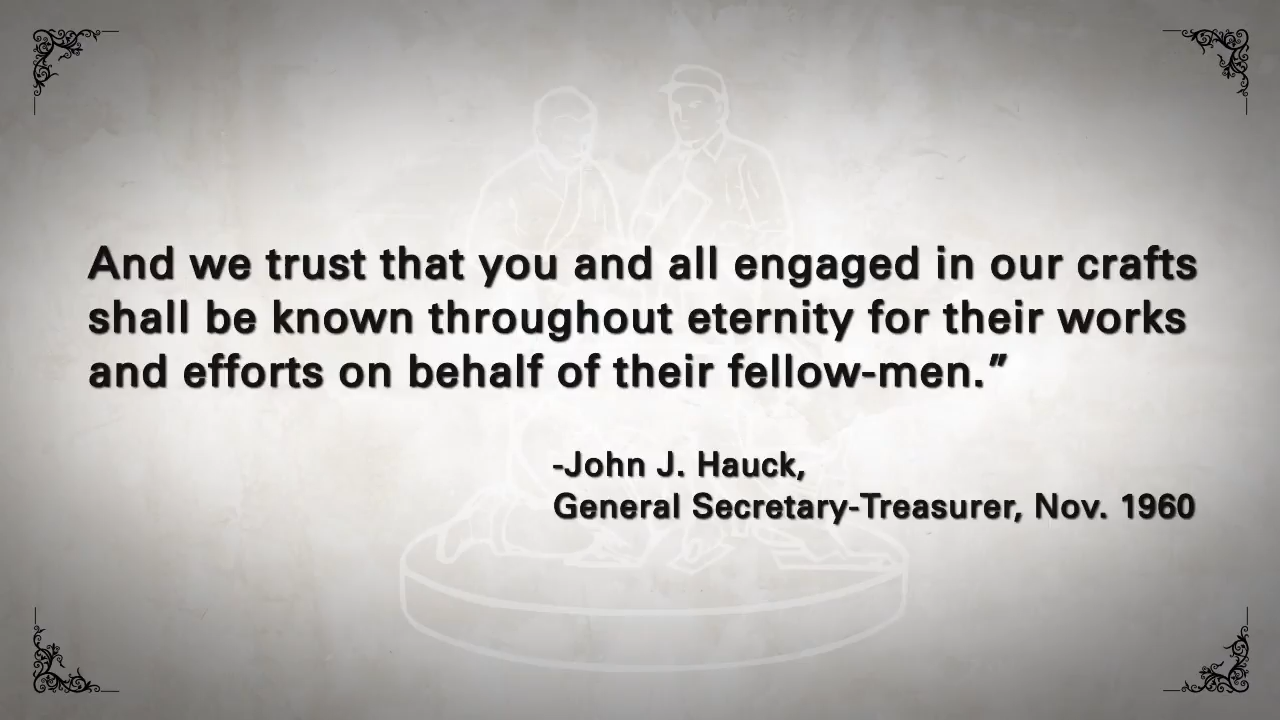 And we trust that you and all engaged in our crafts
shall be known throughout eternity for their works
and efforts on behalf of their fellow-men.”
-John J. Hauck,
General Secretary-Treasurer, Nov. 1960